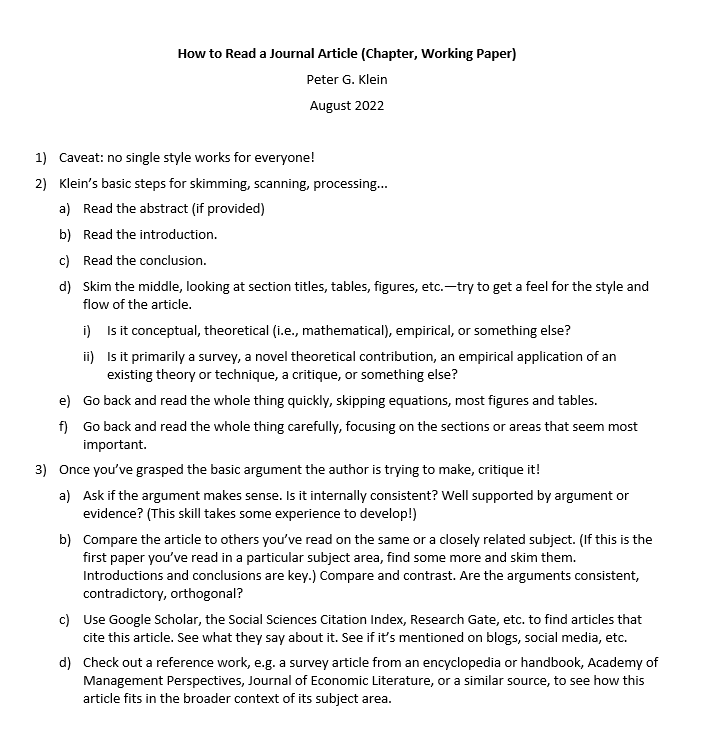 How to Read a Journal Article (Chapter, Working Paper)
Peter G. Klein
August 2022
1) Caveat: no single style works for everyone!
2) Klein's basic steps for skimming, scanning, processing...
a) Read the abstract (if provided)
b) Read the introduction.
c) Read the conclusion.
d) Skim the middle, looking at section titles, tables, figures, etc.—try to get a feel for the style and
flow of the article.
i) Is it conceptual, theoretical (i.e., mathematical), empirical, or something else?
ii) Is it primarily a survey, a novel theoretical contribution, an empirical application of an
existing theory or technique, a critique, or something else?
e) Go back and read the whole thing quickly, skipping equations, most figures and tables.
f) Go back and read the whole thing carefully, focusing on the sections or areas that seem most
important.
3) Once you've grasped the basic argument the author is trying to make, critique it!
a) Ask if the argument makes sense. Is it internally consistent? Well supported by argument or
evidence? (This skill takes some experience to develop!)
b) Compare the article to others you've read on the same or a closely related subject. (If this is the
first paper you've read in a particular subject area, find some more and skim them.
Introductions and conclusions are key.) Compare and contrast. Are the arguments consistent,
contradictory, orthogonal?
c) Use Google Scholar, the Social Sciences Citation Index, Research Gate, etc. to find articles that
cite this article. See what they say about it. See if it's mentioned on blogs, social media, etc.
d) Check out a reference work, e.g. a survey article from an encyclopedia or handbook, Academy of
Management Perspectives, Journal of Economic Literature, or a similar source, to see how this
article fits in the broader context of its subject area.